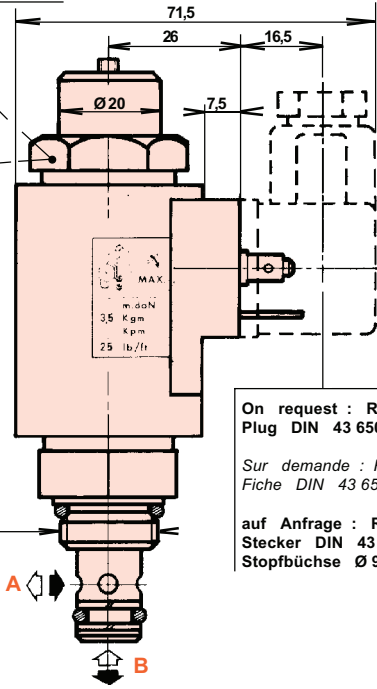 71,5
26
16,5
Ø 20
7,5
MAX.
m.daN
3,5 Kgm
Kpm
25 lb/ft
On request : R
Plug DIN 43 650
Sur demande : 
Fiche DIN 43 65
auf Anfrage : R
Stecker DIN 43
Stopfbüchse Ø 9
A
B